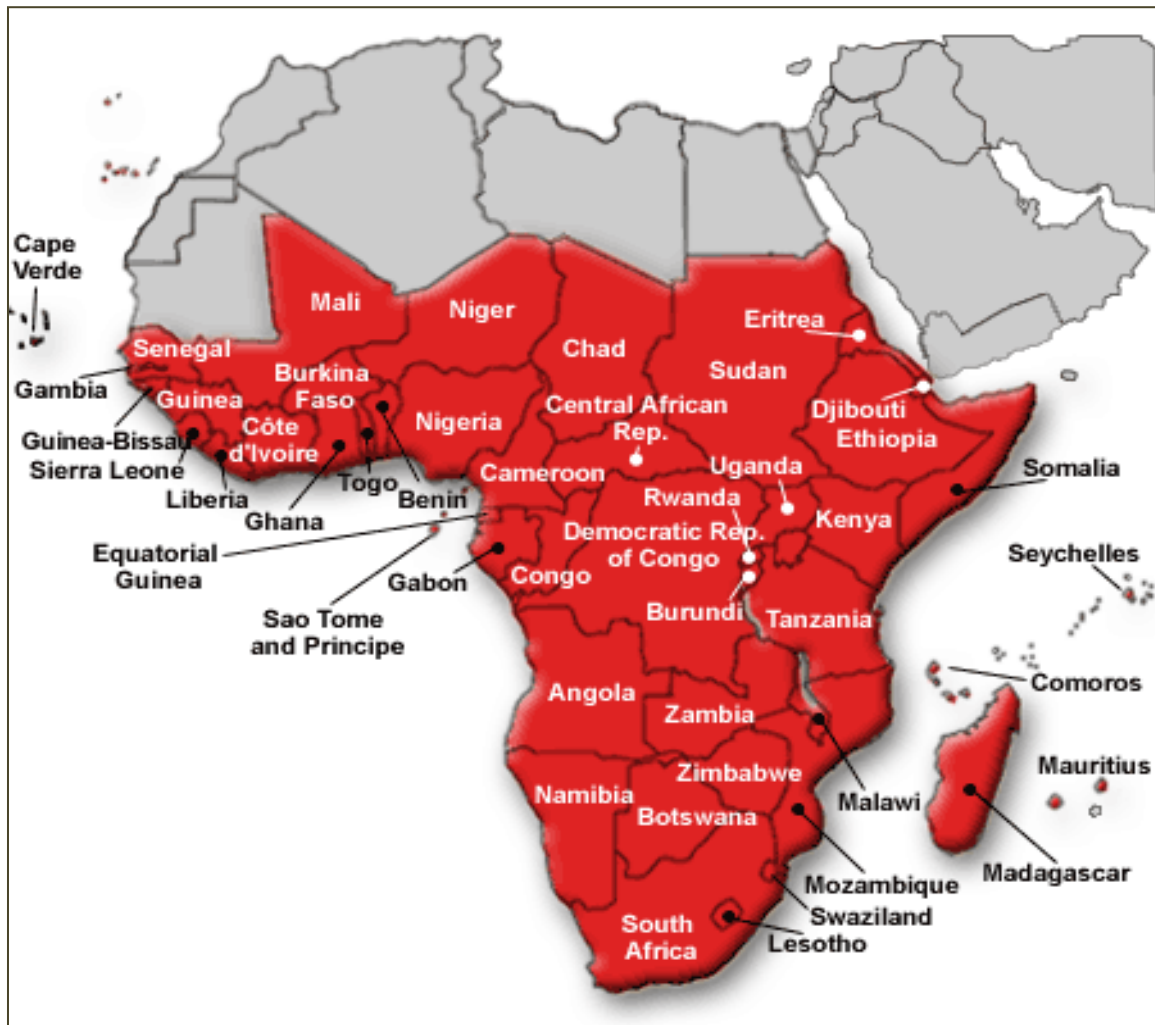 Cape
Verde
Mali
Niger
Eritrea
Chad
Senegal
Sudan
Gambia
Burkina
Faso
Guinea
Nigeria
Central African
Rep.
Djibouti
Ethiopia
Côte
d'Ivoire
Guinea-Bissau
Sierra Leone
Cameroon
Uganda
Somalia
Liberia
Togo
Benin
Rwanda
Ghana
Kenya
Democratic Rep.
of Congo
Equatorial
Guinea
Gabon
Congo
Seychelles
Burundi
Tanzania
Sao Tome
and Principe
Comoros
Angola
Zambia
Mauritius
Zimbabwe
Malawi
Namibia
Botswana
Madagascar
Mozambique
Swaziland
South
Africa
Lesotho